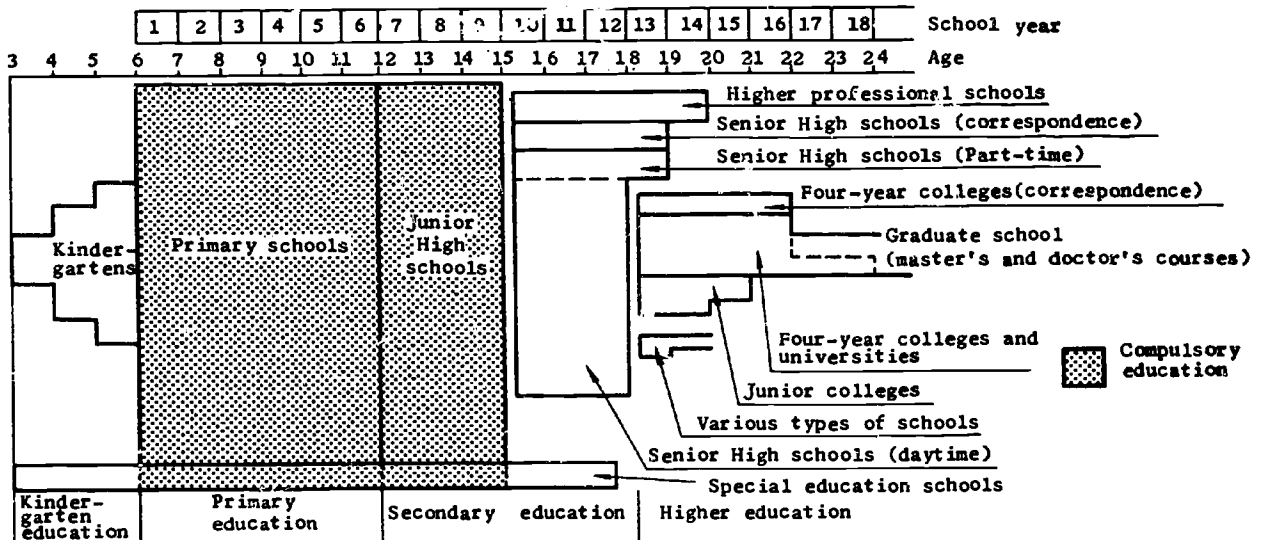 1 2 3 4 5 6 7 8 9 10 11 12 13 14 15 16 17 18 School year
3 4 5 6 7 8 9 10 11 12 13 14 15 16 17 18 19 20 21 22 23 24 Age
Higher professional schools
Senior High schools (correspondence)
Senior High schools (Part-time)
Four-year colleges(correspondence)
Graduate school
(master's and doctor's courses)
Kinder-
gartens
Primary schools
Junior
High
schools
Four-year colleges and
universities
Compulsory
education
Junior colleges
Various types of schools
Senior High schools (daytime)
Special education schools
Kinder-
garten
education
Primary
education
Secondary education
Higher education